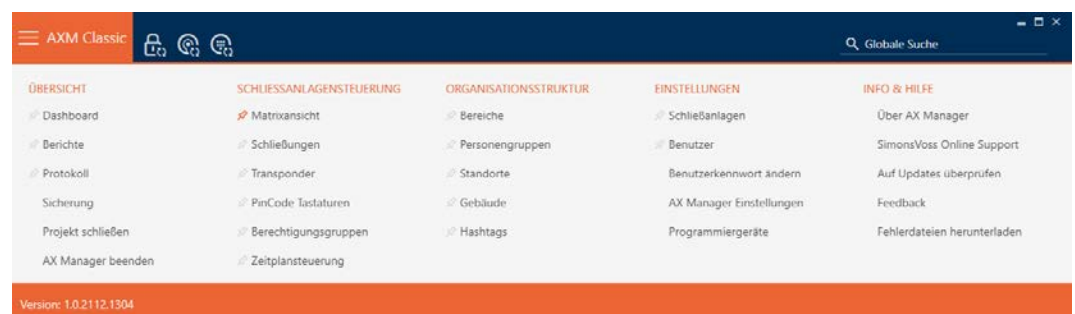 AXM Classic
Globale Suche
ÜBERSICHT
Dashboard
Berichte
Protokoll
Sicherung
Projekt schließen
AX Manager beenden
SCHLIESSANLAGENSTEUERUNG
Matrixansicht
Schließungen
Transponder
PinCode Tastaturen
Berechtigungsgruppen
Zeitplansteuerung
ORGANISATIONSSTRUKTUR
Bereiche
Personengruppen
Standorte
Gebäude
Hashtags
EINSTELLUNGEN
Schließanlagen
Benutzer
Benutzerkennwort ändern
AX Manager Einstellungen
Programmiergeräte
INFO & HILFE
Über AX Manager
SimonsVoss Online Support
Auf Updates überprüfen
Feedback
Fehlerdateien herunterladen
Version: 1.0.2112.1304